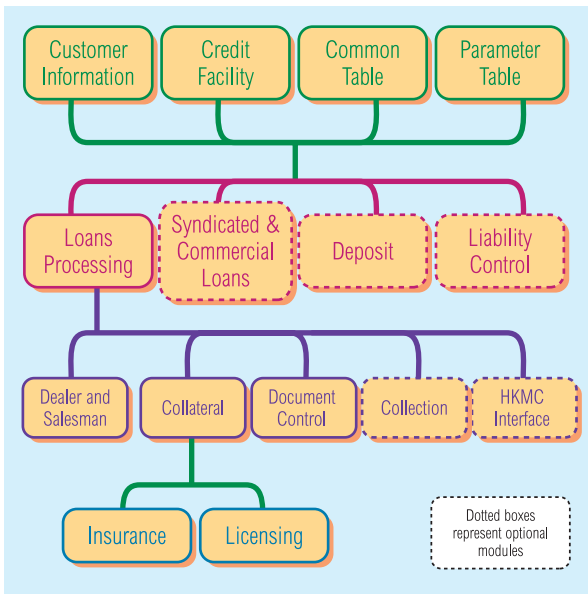 Customer
Information
Credit
Facility
Common
Table
Parameter
Table
Loans
Processing
Syndicated &
Commercial
Loans
Deposit
Liability
Control
Dealer and
Salesman
Collateral
Document
Control
Collection
HKMC
Interface
Insurance
Licensing
Dotted boxes
represent optional
modules